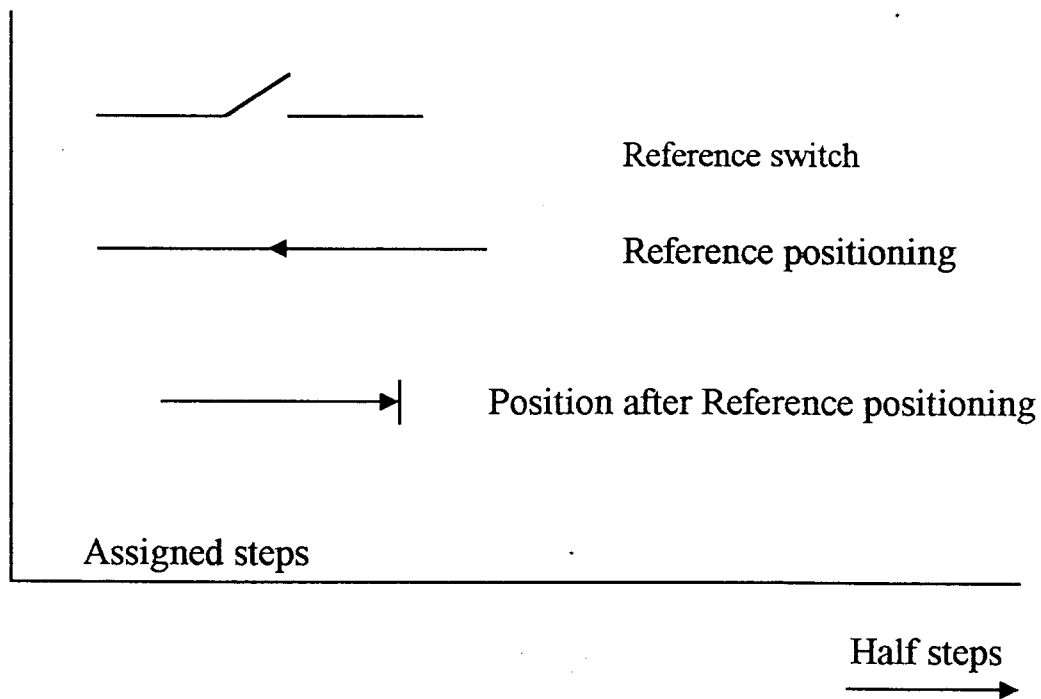 Reference switch
Reference positioning
Position after Reference positioning
Assigned steps
Half steps